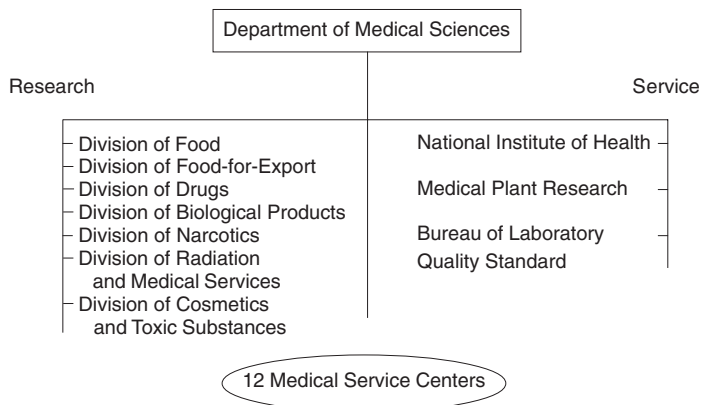 Department of Medical Sciences
Research
Service
Division of Food
Division of Food-for-Export
Division of Drugs
Division of Biological Products
Division of Narcotics
Division of Radiation
and Medical Services
Division of Cosmetics
and Toxic Substances
National Institute of Health
Medical Plant Research
Bureau of Laboratory
Quality Standard
12 Medical Service Centers